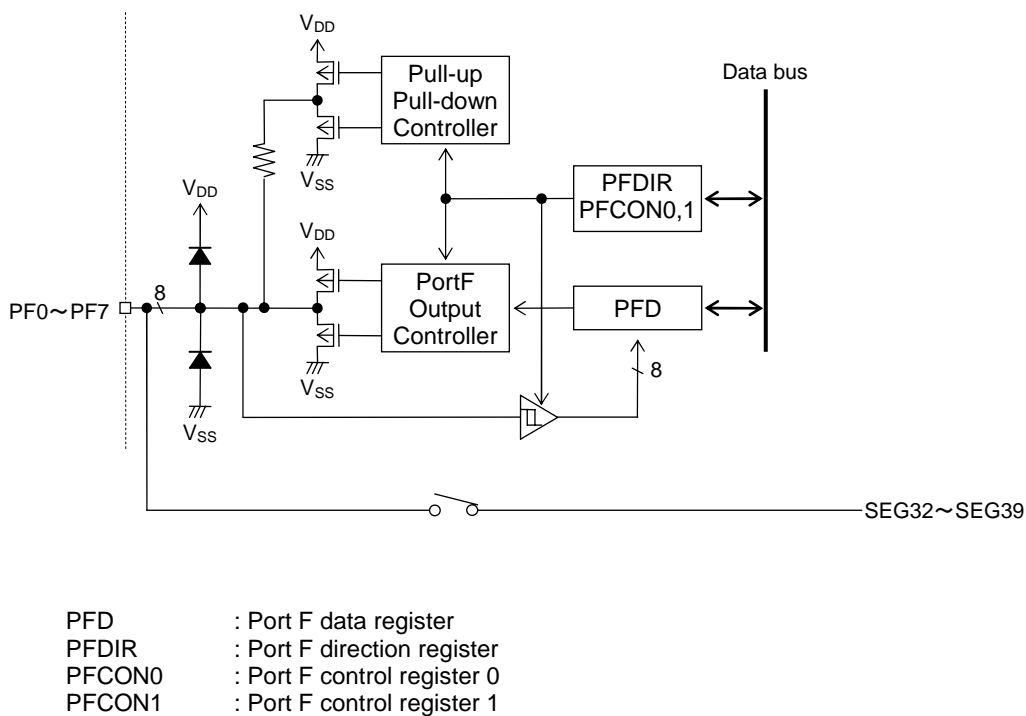 VDD
Pull-up
Pull-down
Controller
Data bus
VSS
VDD
PFDIR
PFCON0,1
VDD
PortF
Output
Controller
PFD
PF0～PF7
8
VSS
8
VSS
SEG32～SEG39
PFD : Port F data register
PFDIR : Port F direction register
PFCON0 : Port F control register 0
PFCON1 : Port F control register 1